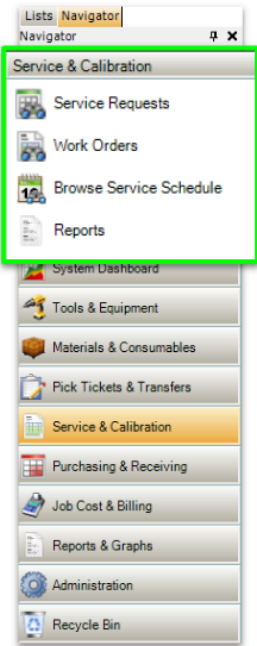 Lists Navigator
Navigator
Service & Calibration
Service Requests
Work Orders
Browse Service Schedule
Reports
System Dashboard
Tools & Equipment
Materials & Consumables
Pick Tickets & Transfers
Service & Calibration
Purchasing & Receiving
Job Cost & Billing
Reports & Graphs
Administration
Recycle Bin